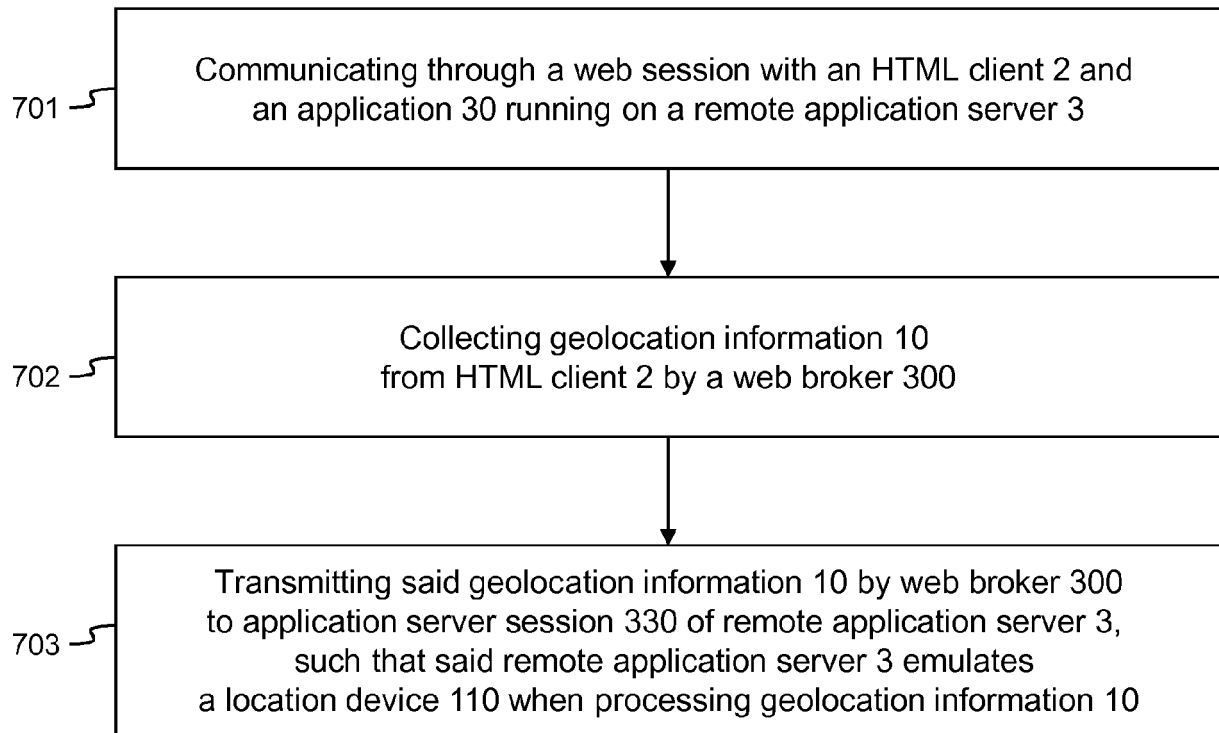 Communicating through a web session with an HTML client 2 and
701
an application 30 running on a remote application server 3
Collecting geolocation information 10
702
from HTML client 2 by a web broker 300
Transmitting said geolocation information 10 by web broker 300
to application server session 330 of remote application server 3,
703
such that said remote application server 3 emulates
a location device 110 when processing geolocation information 10